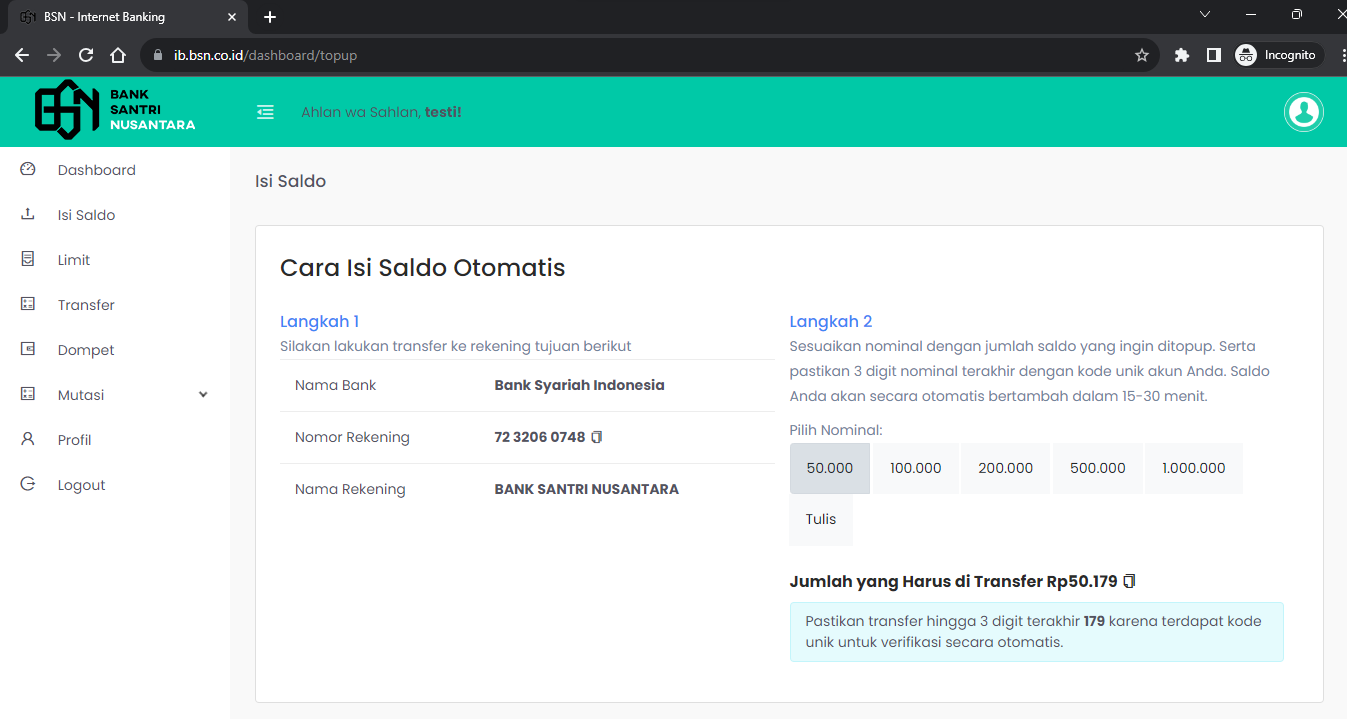 BSN - Internet Banking
ib.bsn.co.id/dashboard/topup
Incognito
BSN
BANK
SANTRI
NUSANTARA
Ahlan wa Sahlan, testi!
Dashboard
Isi Saldo
Limit
Transfer
Dompet
Mutasi
Profil
Logout
Isi Saldo
Cara Isi Saldo Otomatis
Langkah 1
Silakan lakukan transfer ke rekening tujuan berikut
Nama Bank Bank Syariah Indonesia
Nomor Rekening 72 3206 0748
Nama Rekening BANK SANTRI NUSANTARA
Langkah 2
Sesuaikan nominal dengan jumlah saldo yang ingin ditopup. Serta
pastikan 3 digit nominal terakhir dengan kode unik akun Anda. Saldo
Anda akan secara otomatis bertambah dalam 15-30 menit.
Pilih Nominal:
50.000 100.000 200.000 500.000 1.000.000
Tulis
Jumlah yang Harus di Transfer Rp50.179
Pastikan transfer hingga 3 digit terakhir 179 karena terdapat kode
unik untuk verifikasi secara otomatis.